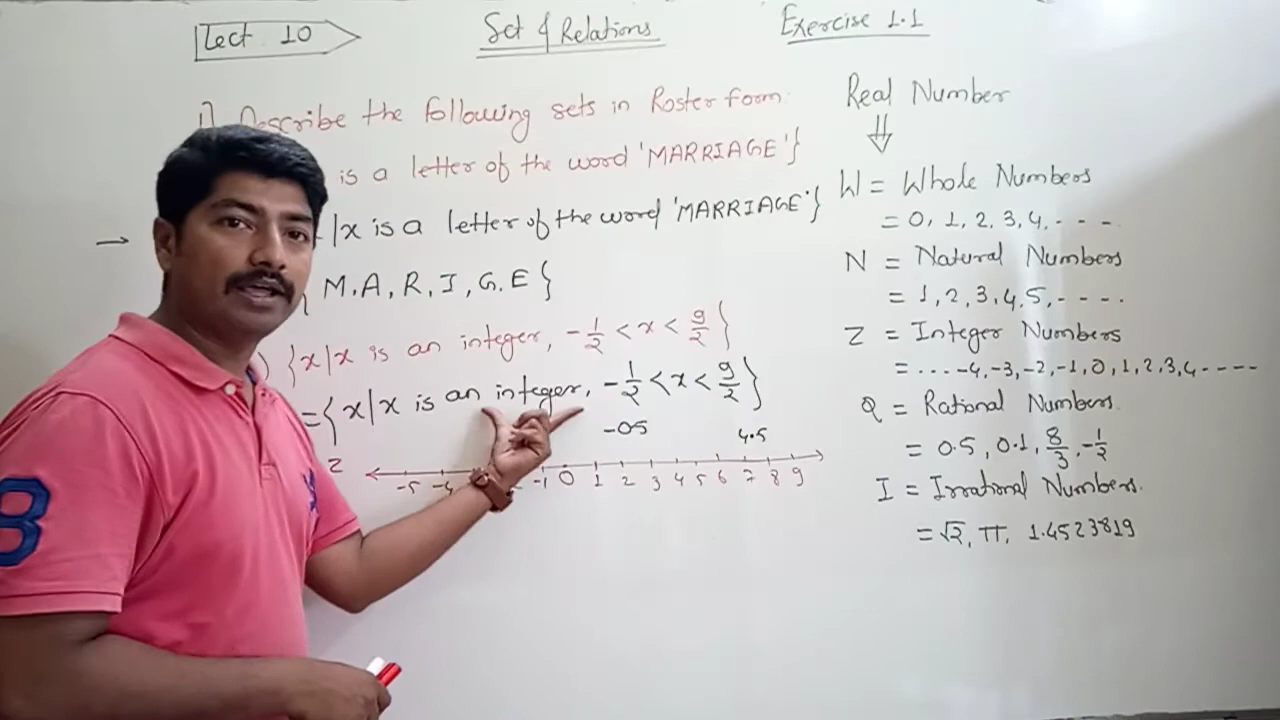 Lect 10
Set & Relations
Exercise 1.1
1) Describe the following sets in Roster form.
is a letter of the word 'MARRIAGE'}
|x is a letter of the word 'MARRIAGE'}
M, A, R, I, G, E }
) {x|x is an integer, -1/2 < x < 9/2 }
= { x|x is an integer, -1/2 < x < 9/2 }
-0.5 4.5
Z
-5 -4 -1 0 1 2 3 4 5 6 7 8 9
Real Number
⇓
W = Whole Numbers
= 0, 1, 2, 3, 4, - - -
N = Natural Numbers
= 1, 2, 3, 4, 5, - - - -
Z = Integer Numbers
= .... -4, -3, -2, -1, 0, 1, 2, 3, 4 - - - -
Q = Rational Numbers
= 0.5, 0.1, 8/3, -1/2
I = Irrational Numbers.
= √2, π, 1.4523819
8